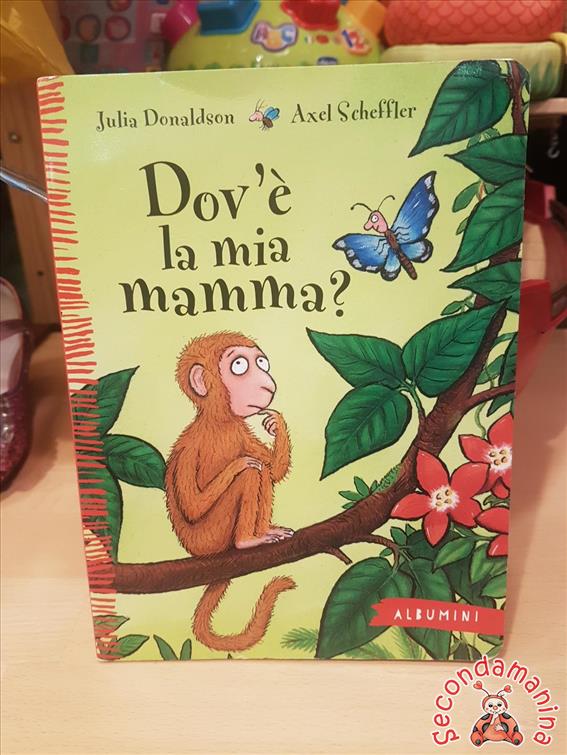 Julia Donaldson Axel Scheffler
Dov'è
la mia
mamma?
ALBUMINI
Secondamanina